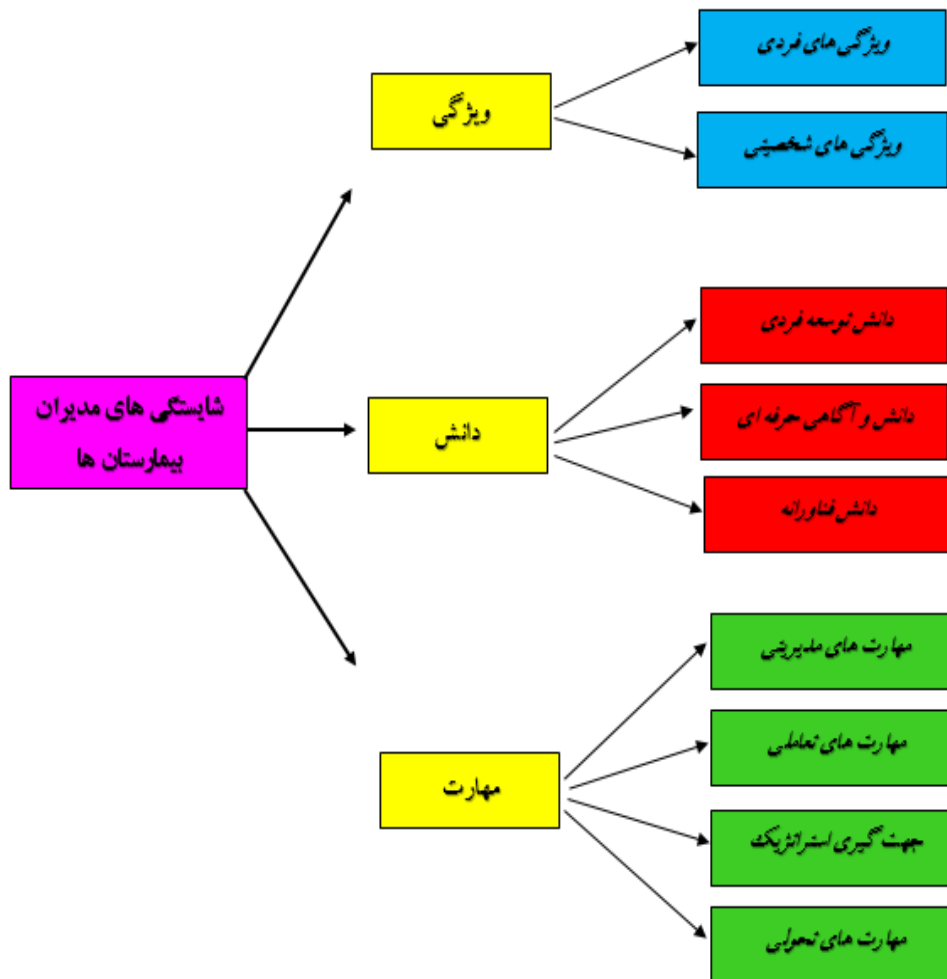 ویژگی های فردی
ویژگی
ویژگی های شخصیتی
دانش توسعه فردی
شایستگی های مدیران
بیمارستان ها
دانش
دانش و آگاهی حرفه ای
دانش فناورانه
مهارت های مدیریتی
مهارت های تعاملی
مهارت
جهت گیری استراتژیک
مهارت های تحولی